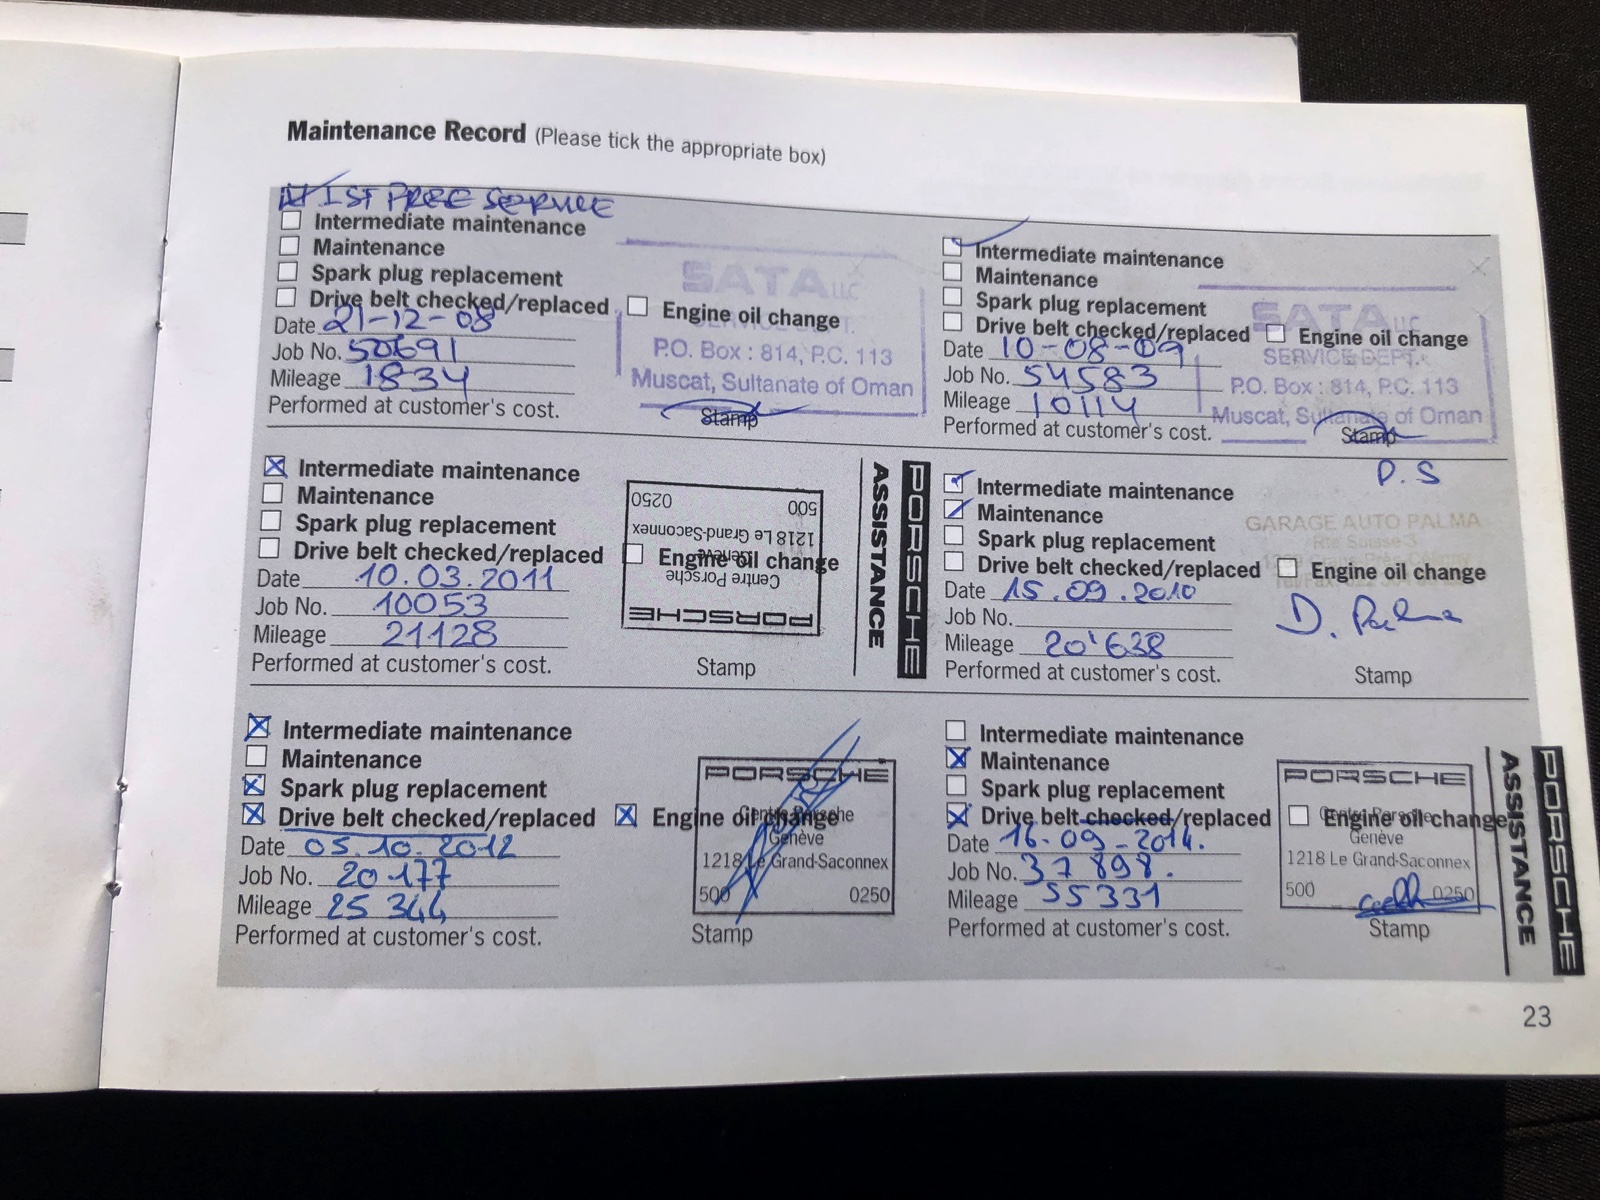 Maintenance Record (Please tick the appropriate box)
1ST FREE SERVICE
Intermediate maintenance
Maintenance
Spark plug replacement
Drive belt checked/replaced
Engine oil change
Date 21-12-08
Job No. 50691
Mileage 1834
Performed at customer's cost.
SATA LLC
SERVICE DEPT.
P.O. Box : 814, P.C. 113
Muscat, Sultanate of Oman
Stamp
Intermediate maintenance
Maintenance
Spark plug replacement
Drive belt checked/replaced
Engine oil change
Date 10-08-09
Job No. 54583
Mileage 10114
Performed at customer's cost.
SATA LLC
SERVICE DEPT.
P.O. Box : 814, P.C. 113
Muscat, Sultanate of Oman
Stamp
Intermediate maintenance
Maintenance
Spark plug replacement
Drive belt checked/replaced
Engine oil change
Date 10.03.2011
Job No. 10053
Mileage 21128
Performed at customer's cost.
PORSCHE
Centre Porsche
Genève
1218 Le Grand-Saconnex
500 0250
Stamp
PORSCHE
ASSISTANCE
Intermediate maintenance
Maintenance
Spark plug replacement
Drive belt checked/replaced
Engine oil change
Date 15.09.2010
Job No.
Mileage 20'638
Performed at customer's cost.
P.S
GARAGE AUTO PALMA
Rte Suisse 3
D. Palma
Stamp
Intermediate maintenance
Maintenance
Spark plug replacement
Drive belt checked/replaced
Engine oil change
Date 05.10.2012
Job No. 20177
Mileage 25344
Performed at customer's cost.
PORSCHE
Centre Porsche
Genève
1218 Le Grand-Saconnex
500 0250
Stamp
Intermediate maintenance
Maintenance
Spark plug replacement
Drive belt checked/replaced
Engine oil change
Date 16-09-2014.
Job No. 37898.
Mileage 55331
Performed at customer's cost.
PORSCHE
Centre Porsche
Genève
1218 Le Grand-Saconnex
500 0250
Stamp
PORSCHE
ASSISTANCE
23